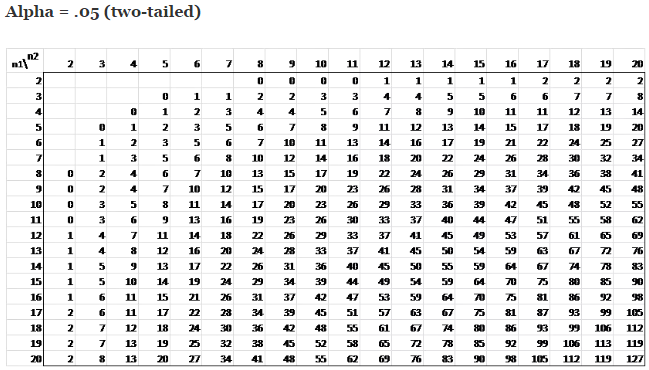 Alpha = .05 (two-tailed)
n1\n2 2 3 4 5 6 7 8 9 10 11 12 13 14 15 16 17 18 19 20
2 0 0 0 0 1 1 1 1 1 2 2 2 2
3 0 1 1 2 2 3 3 4 4 5 5 6 6 7 7 8
4 0 1 2 3 4 4 5 6 7 8 9 10 11 11 12 13 14
5 0 1 2 3 5 6 7 8 9 11 12 13 14 15 17 18 19 20
6 1 2 3 5 6 7 10 11 13 14 16 17 19 21 22 24 25 27
7 1 3 5 6 8 10 12 14 16 18 20 22 24 26 28 30 32 34
8 0 2 4 6 7 10 13 15 17 19 22 24 26 29 31 34 36 38 41
9 0 2 4 7 10 12 15 17 20 23 26 28 31 34 37 39 42 45 48
10 0 3 5 8 11 14 17 20 23 26 29 33 36 39 42 45 48 52 55
11 0 3 6 9 13 16 19 23 26 30 33 37 40 44 47 51 55 58 62
12 1 4 7 11 14 18 22 26 29 33 37 41 45 49 53 57 61 65 69
13 1 4 8 12 16 20 24 28 33 37 41 45 50 54 59 63 67 72 76
14 1 5 9 13 17 22 26 31 36 40 45 50 55 59 64 67 74 78 83
15 1 5 10 14 19 24 29 34 39 44 49 54 59 64 70 75 80 85 90
16 1 6 11 15 21 26 31 37 42 47 53 59 64 70 75 81 86 92 98
17 2 6 11 17 22 28 34 39 45 51 57 63 67 75 81 87 93 99 105
18 2 7 12 18 24 30 36 42 48 55 61 67 74 80 86 93 99 106 112
19 2 7 13 19 25 32 38 45 52 58 65 72 78 85 92 99 106 113 119
20 2 8 13 20 27 34 41 48 55 62 69 76 83 90 98 105 112 119 127